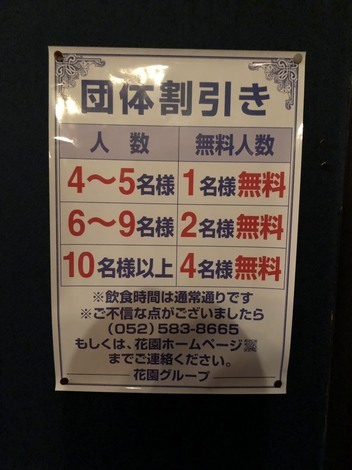 団体割引き
人数 無料人数
4〜5名様 1名様無料
6〜9名様 2名様無料
10名様以上 4名様無料
※飲食時間は通常通りです
※ご不信な点がございましたら
(052)583-8665
もしくは、花園ホームページ
までご連絡ください。
花園グループ